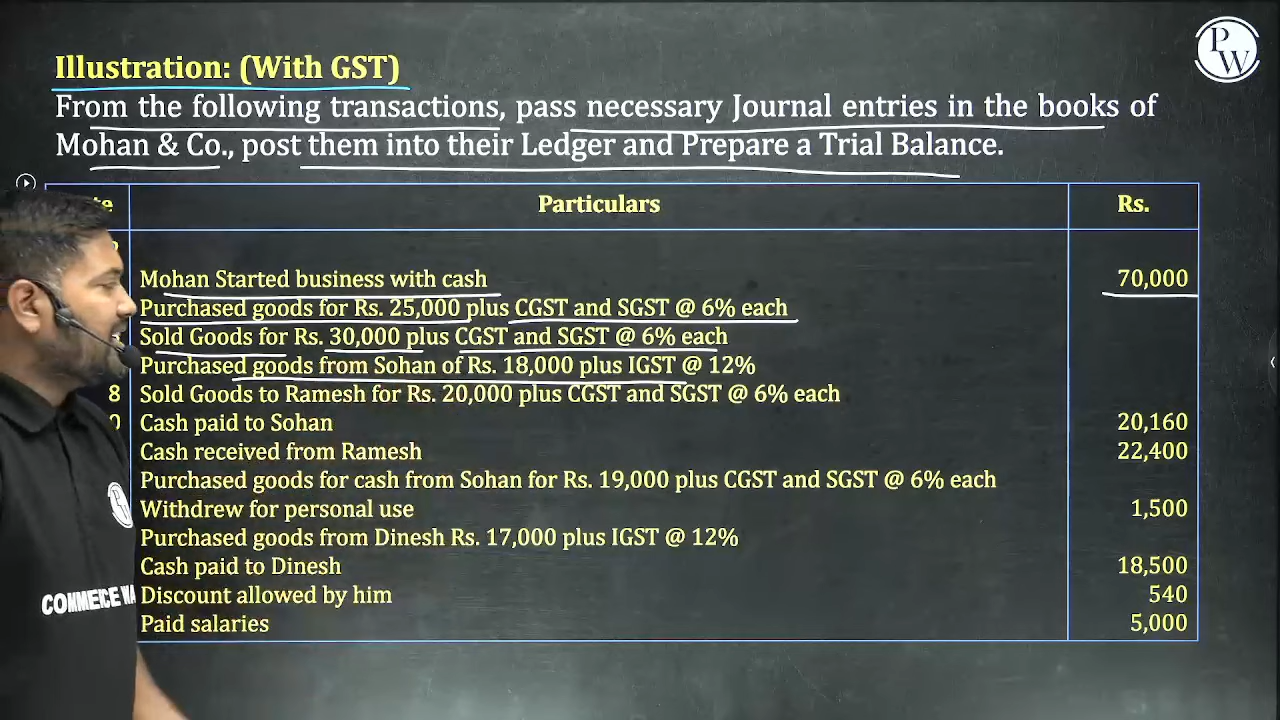 P
W
Illustration: (With GST)
From the following transactions, pass necessary Journal entries in the books of
Mohan & Co., post them into their Ledger and Prepare a Trial Balance.
Particulars Rs.
Mohan Started business with cash 70,000
Purchased goods for Rs. 25,000 plus CGST and SGST @ 6% each
Sold Goods for Rs. 30,000 plus CGST and SGST @ 6% each
Purchased goods from Sohan of Rs. 18,000 plus IGST @ 12%
8 Sold Goods to Ramesh for Rs. 20,000 plus CGST and SGST @ 6% each
0 Cash paid to Sohan 20,160
Cash received from Ramesh 22,400
Purchased goods for cash from Sohan for Rs. 19,000 plus CGST and SGST @ 6% each
Withdrew for personal use 1,500
Purchased goods from Dinesh Rs. 17,000 plus IGST @ 12%
Cash paid to Dinesh 18,500
Discount allowed by him 540
Paid salaries 5,000
COMMERCE WA